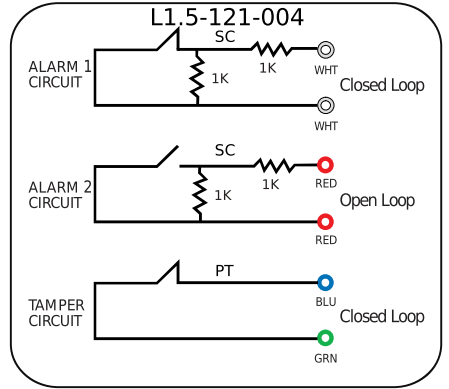 L1.5-121-004
SC
ALARM 1
CIRCUIT
1K
1K
WHT
Closed Loop
WHT
SC
ALARM 2
CIRCUIT
1K
1K
RED
Open Loop
RED
PT
TAMPER
CIRCUIT
BLU
Closed Loop
GRN